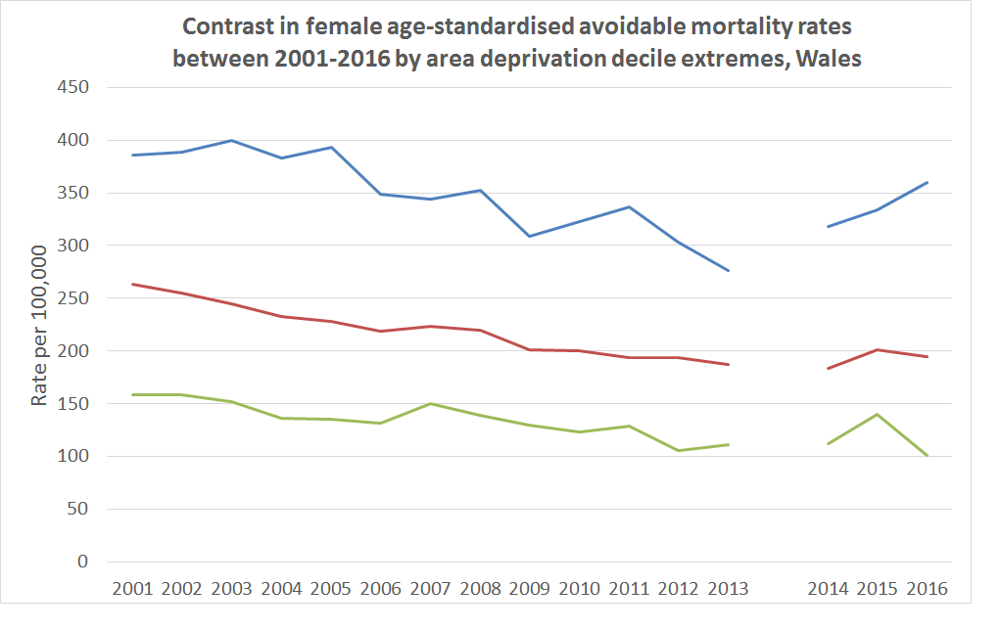 Contrast in female age-standardised avoidable mortality rates
between 2001-2016 by area deprivation decile extremes, Wales
450
400
350
300
250
200
150
100
50
0
Rate per 100,000
2001 2002 2003 2004 2005 2006 2007 2008 2009 2010 2011 2012 2013 2014 2015 2016